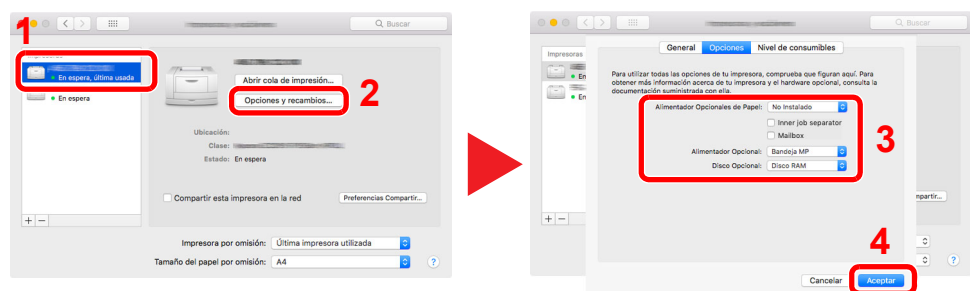 1
Buscar
Impresoras
En espera, última usada
En espera
Abrir cola de impresión...
Opciones y recambios...
2
Ubicación:
Clase:
Estado: En espera
Compartir esta impresora en la red
Preferencias Compartir...
+ −
Impresora por omisión: Última impresora utilizada
Tamaño del papel por omisión: A4
?
Buscar
Impresoras
En
En
General Opciones Nivel de consumibles
Para utilizar todas las opciones de tu impresora, comprueba que figuran aquí. Para
obtener más información acerca de tu impresora y el hardware opcional, consulta la
documentación suministrada con ella.
Alimentador Opcionales de Papel: No Instalado
Inner job separator
Mailbox
3
Alimentador Opcional: Bandeja MP
Disco Opcional: Disco RAM
mpartir...
+ −
4
?
Cancelar
Aceptar